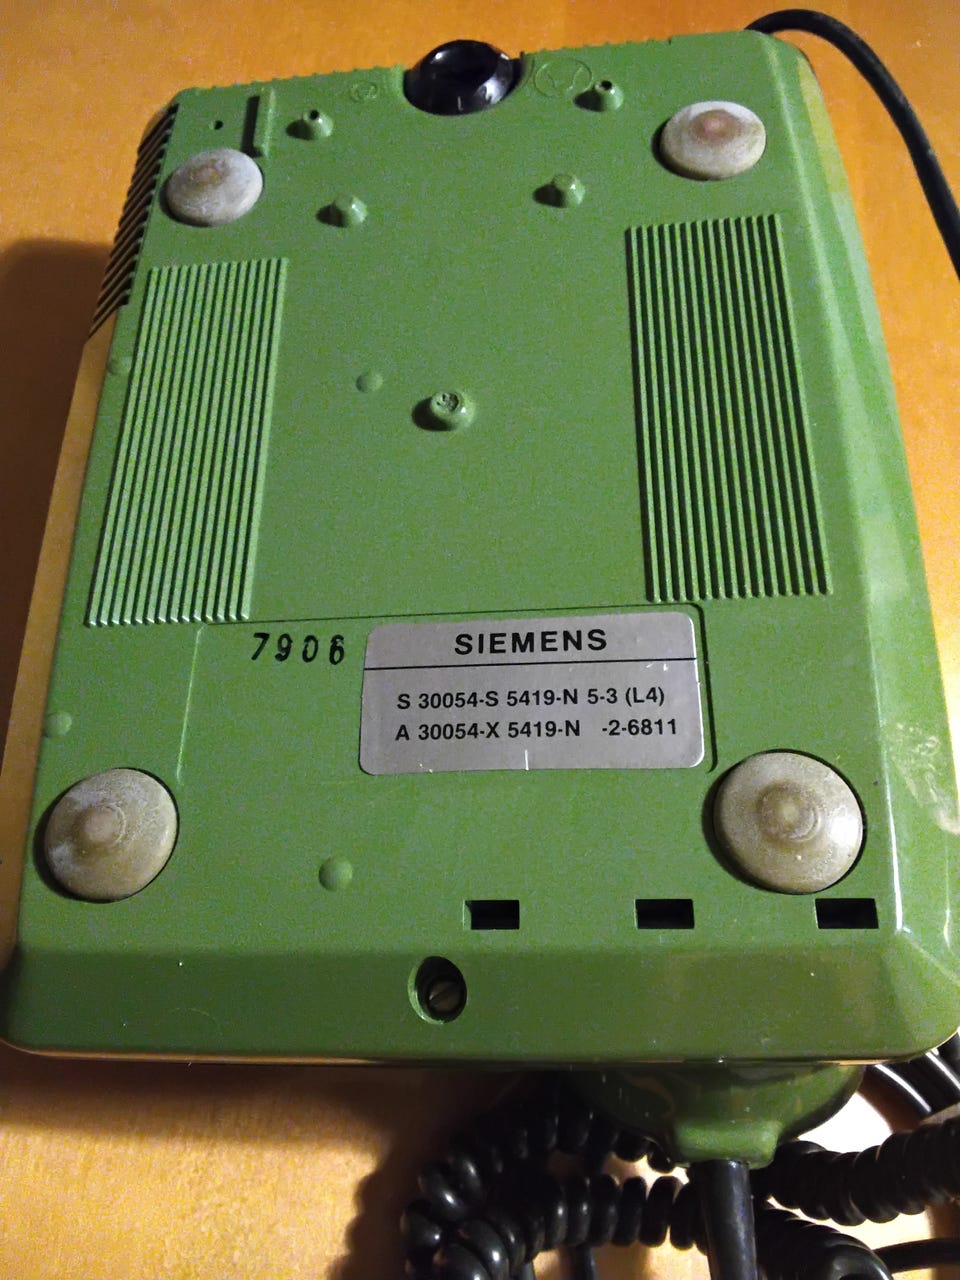 7906
SIEMENS
S 30054-S 5419-N 5-3 (L4)
A 30054-X 5419-N -2-6811